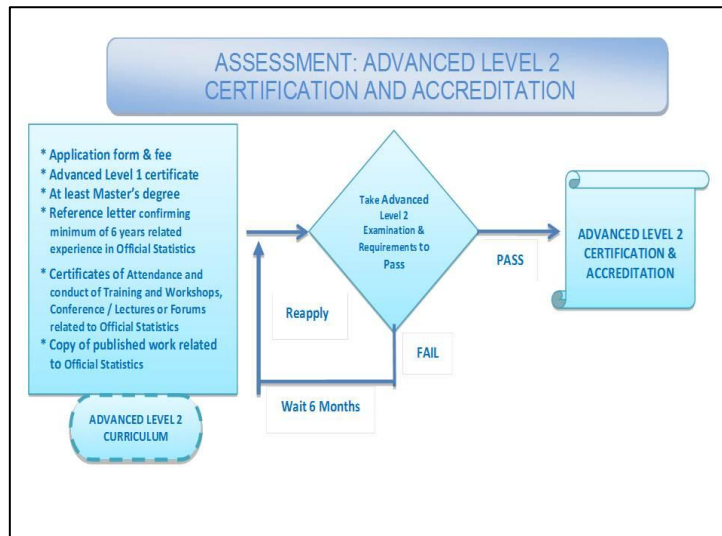 ASSESSMENT: ADVANCED LEVEL 2
CERTIFICATION AND ACCREDITATION
* Application form & fee
* Advanced Level 1 certificate
* At least Master's degree
* Reference letter confirming
minimum of 6 years related
experience in Official Statistics
* Certificates of Attendance and
conduct of Training and Workshops,
Conference / Lectures or Forums
related to Official Statistics
* Copy of published work related
to Official Statistics
ADVANCED LEVEL 2
CURRICULUM
Reapply
Wait 6 Months
Take Advanced
Level 2
Examination &
Requirements to
Pass
FAIL
PASS
ADVANCED LEVEL 2
CERTIFICATION &
ACCREDITATION